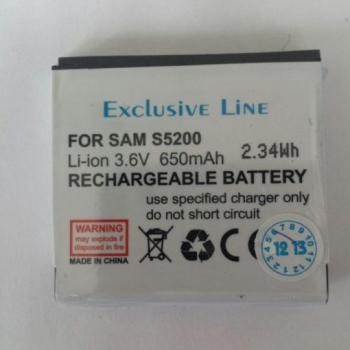 Exclusive Line
FOR SAM S5200
Li-ion 3.6V 650mAh 2.34Wh
RECHARGEABLE BATTERY
use specified charger only
do not short circuit
WARNING
may explode if
disposed in fire
MADE IN CHINA
12 13